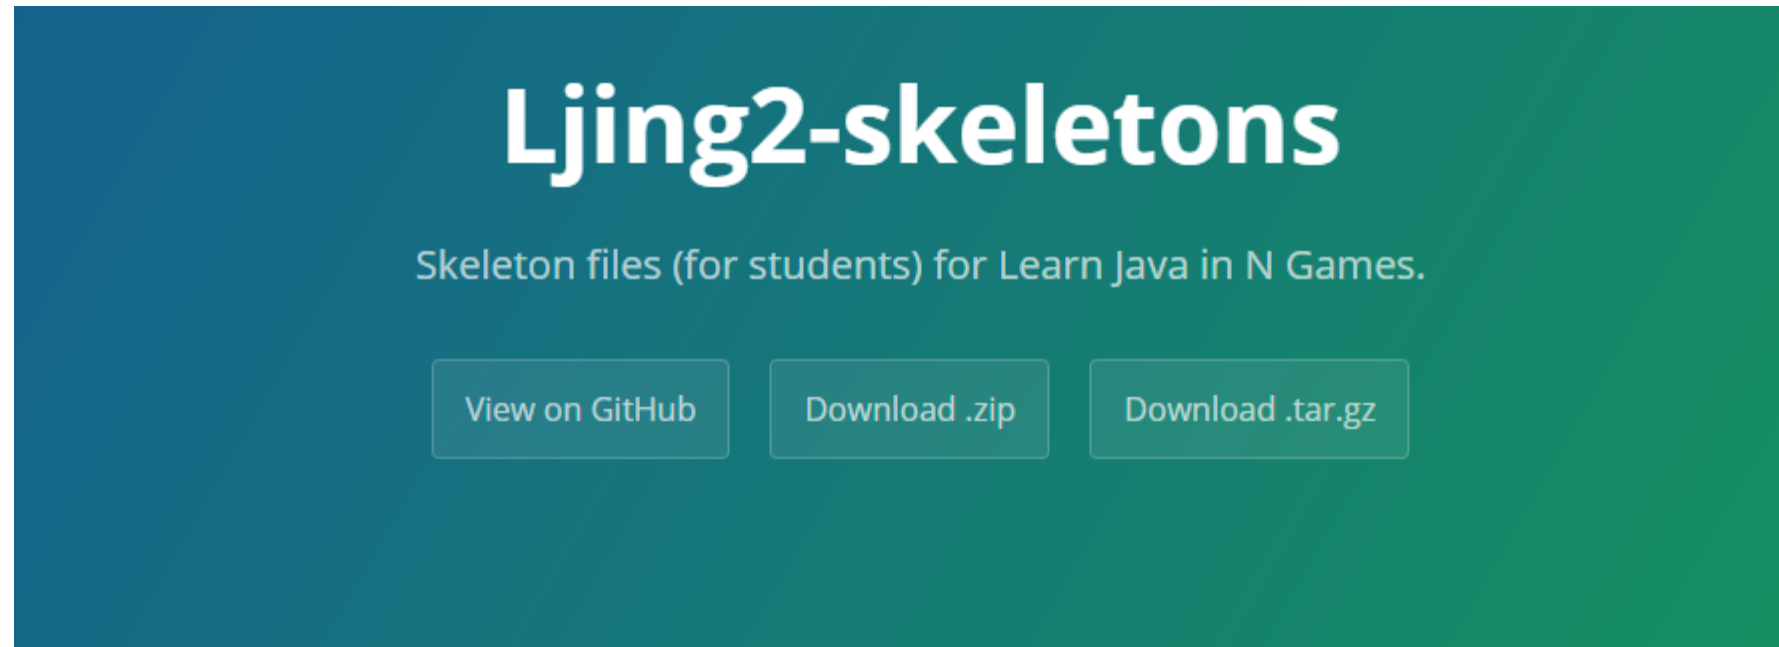 Ljing2-skeletons
Skeleton files (for students) for Learn Java in N Games.
View on GitHub
Download .zip
Download .tar.gz